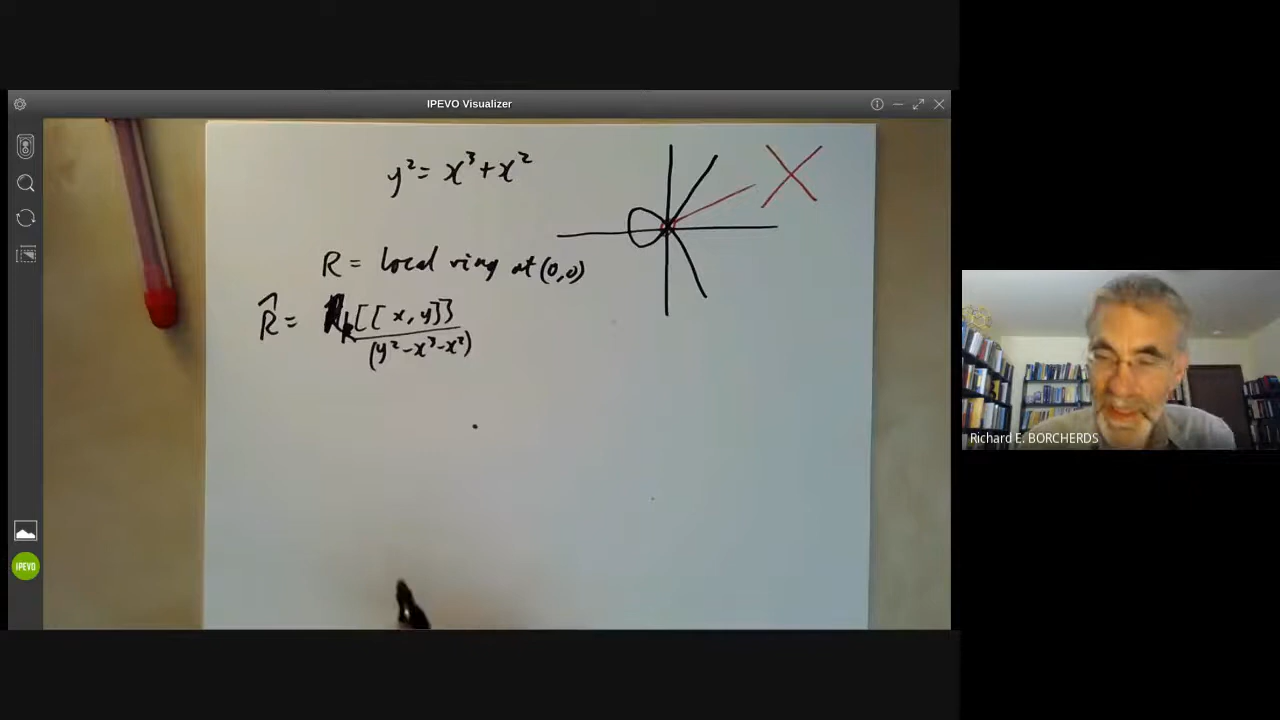 IPEVO Visualizer
y² = x³ + x²
R = local ring at (0,0)
R̂ = k[[x,y]]
(y² - x³ - x²)
Richard E. BORCHERDS
IPEVO